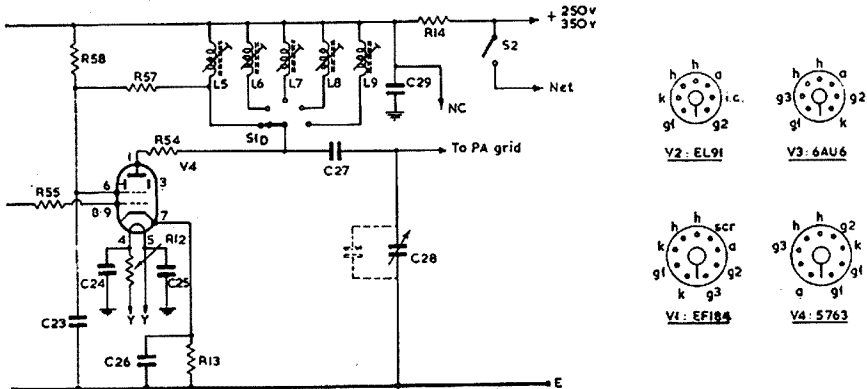 + 250v
350v
R14
S2
R58
R57
L5
L6
L7
L8
L9
C29
NC
Net
S1D
R54
V4
C27
To PA grid
1
6
3
R55
8·9
7
4
5
R12
C24
C25
C28
Y
Y
C23
C26
R13
E
h
h
a
k
i.c.
g1
g2
V2: EL91
h
h
a
g3
g2
g1
k
V3: 6AU6
h
h
scr
k
a
g1
g2
k
g3
V1: EF184
h
h
g2
g3
k
g1
a
g1
V4: 5763